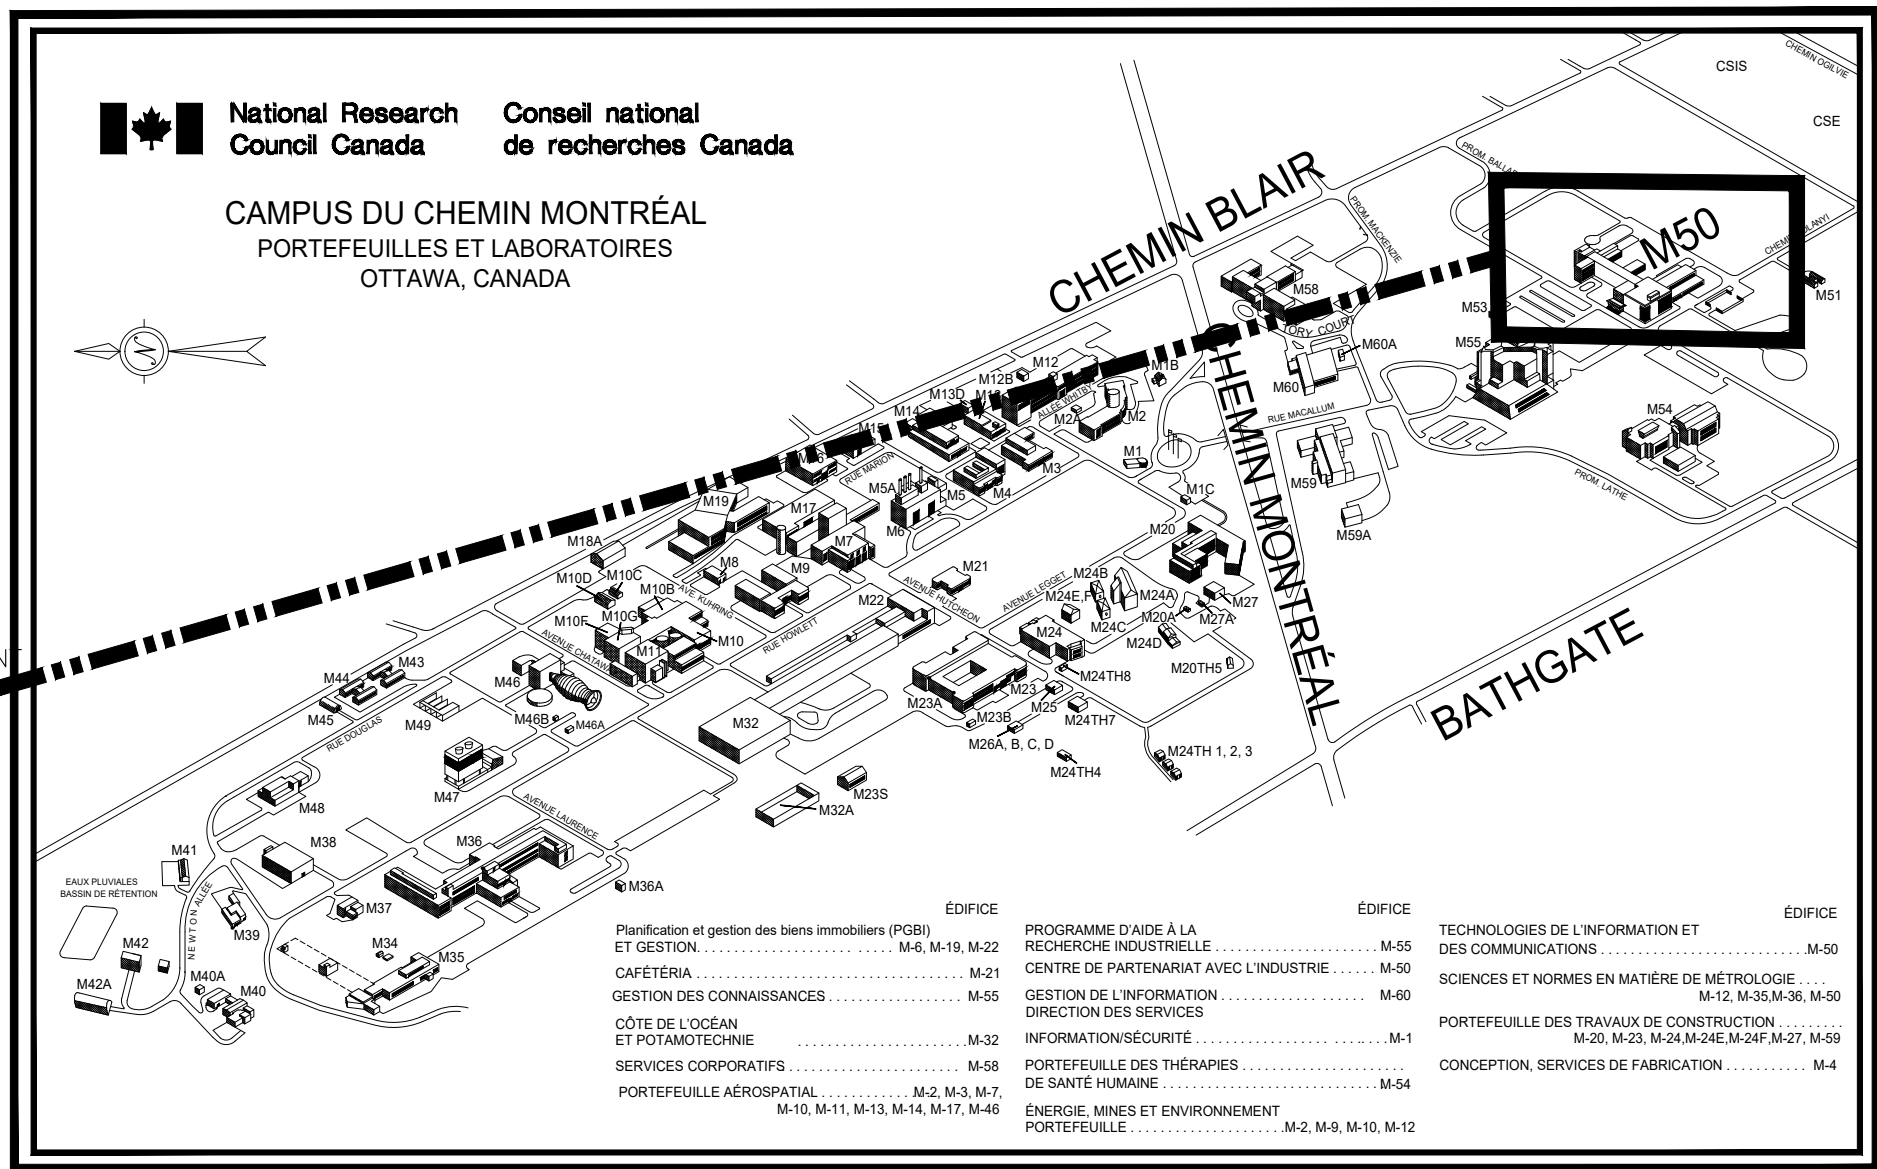 National Research
Council Canada
Conseil national
de recherches Canada
CAMPUS DU CHEMIN MONTRÉAL
PORTEFEUILLES ET LABORATOIRES
OTTAWA, CANADA
N
CHEMIN OGILVIE
CSIS
CSE
PROM. BALLAR
CHEMIN BLAIR
PROM. MACKENZIE
M50
M51
M58
M53
TORY COURT
M55
M60A
M60
RUE MACALLUM
M54
M59
M59A
PROM. LATHE
CHEMIN MONTRÉAL
BATHGATE
M12
M12B
M1B
M13D
M14
ALLÉE WHITBY
M2A
M2
M15
M1
M3
RUE MARION
M5A
M5
M4
M1C
M19
M17
M6
M20
M18A
M7
M8
M9
M21
M10D
M10C
M10B
AVE. KUHRING
M22
AVENUE HUTCHEON
AVENUE LEGGET
M24B
M24E,F
M24A
M27
M10F
M10G
M10
RUE HOWLETT
M20A
M27A
M24C
M24
M24D
AVENUE CHATAW
M11
M20TH5
M43
M44
M46
M24TH8
M45
M49
M46B
M46A
M23A
M23
M25
M24TH7
RUE DOUGLAS
M32
M23B
M26A, B, C, D
M24TH 1, 2, 3
M24TH4
M47
M48
M32A
M23S
AVENUE LAURENCE
M36
M38
M41
EAUX PLUVIALES
BASSIN DE RÉTENTION
NEWTON ALLÉE
M36A
M37
M39
M34
M35
M42
M40A
M42A
M40
ÉDIFICE
Planification et gestion des biens immobiliers (PGBI)
ET GESTION. . . . . . . . . . . . . . . . . . . . . . . . M-6, M-19, M-22
CAFÉTÉRIA . . . . . . . . . . . . . . . . . . . . . . . . . . . . . . . . . . M-21
GESTION DES CONNAISSANCES . . . . . . . . . . . . . . . . . M-55
CÔTE DE L'OCÉAN
ET POTAMOTECHNIE . . . . . . . . . . . . . . . . . . . . . . M-32
SERVICES CORPORATIFS . . . . . . . . . . . . . . . . . . . . . . M-58
PORTEFEUILLE AÉROSPATIAL . . . . . . . . . . . . . M-2, M-3, M-7,
M-10, M-11, M-13, M-14, M-17, M-46
ÉDIFICE
PROGRAMME D'AIDE À LA
RECHERCHE INDUSTRIELLE . . . . . . . . . . . . . . . . . . . . . M-55
CENTRE DE PARTENARIAT AVEC L'INDUSTRIE . . . . . . M-50
GESTION DE L'INFORMATION . . . . . . . . . . . . . . . . . . . M-60
DIRECTION DES SERVICES
INFORMATION/SÉCURITÉ . . . . . . . . . . . . . . . . . . . . . . . . M-1
PORTEFEUILLE DES THÉRAPIES . . . . . . . . . . . . . . . . . . . . .
DE SANTÉ HUMAINE . . . . . . . . . . . . . . . . . . . . . . . . . . . . M-54
ÉNERGIE, MINES ET ENVIRONNEMENT
PORTEFEUILLE . . . . . . . . . . . . . . . . . . . . M-2, M-9, M-10, M-12
ÉDIFICE
TECHNOLOGIES DE L'INFORMATION ET
DES COMMUNICATIONS . . . . . . . . . . . . . . . . . . . . . . . . . . .M-50
SCIENCES ET NORMES EN MATIÈRE DE MÉTROLOGIE . . . .
M-12, M-35,M-36, M-50
PORTEFEUILLE DES TRAVAUX DE CONSTRUCTION . . . . . . . . .
M-20, M-23, M-24,M-24E,M-24F,M-27, M-59
CONCEPTION, SERVICES DE FABRICATION . . . . . . . . . . . M-4